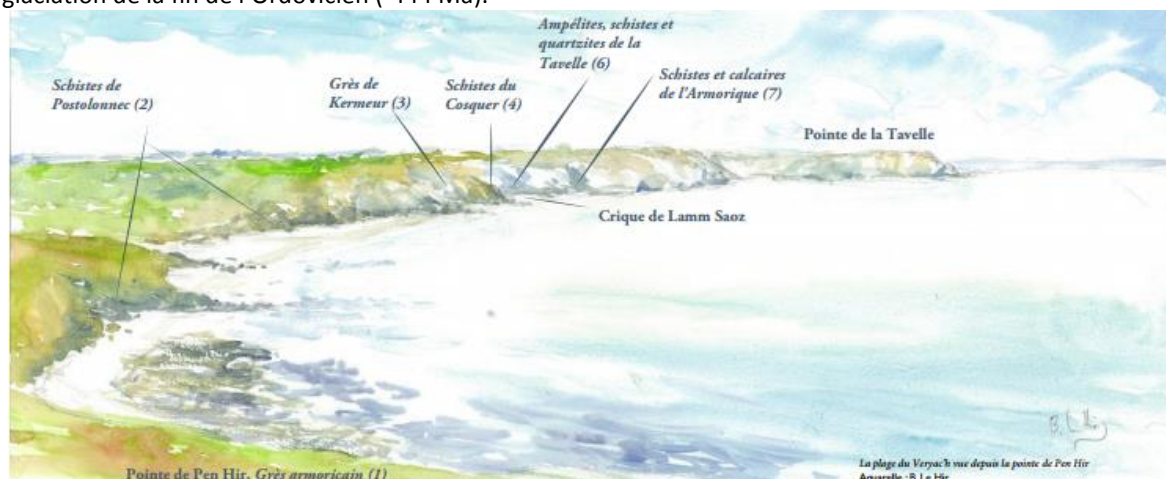 glaciation de la fin de l'Ordovicien (
Ampélites, schistes et
quartzites de la
Tavelle (6)
Schistes de
Postolonnec (2)
Grès de
Kermeur (3)
Schistes du
Cosquer (4)
Schistes et calcaires
de l'Armorique (7)
Pointe de la Tavelle
Crique de Lamm Saoz
Pointe de Pen Hir, Grès armoricain (1)
La plage du Veryac'h vue depuis la pointe de Pen Hir
Aquarelle : B. Le Hir